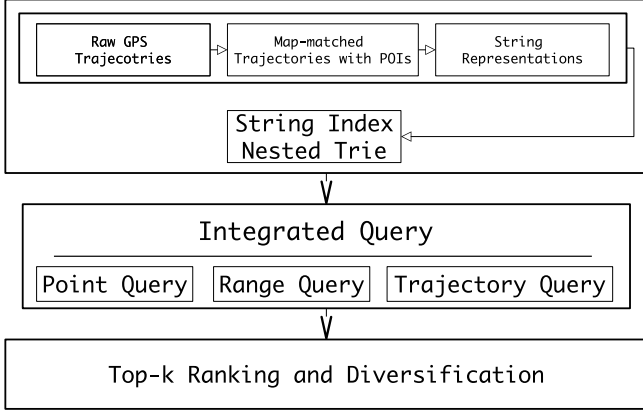 Raw GPS
Trajecotries
Map-matched
Trajectories with POIs
String
Representations
String Index
Nested Trie
Integrated Query
Point Query
Range Query
Trajectory Query
Top-k Ranking and Diversification